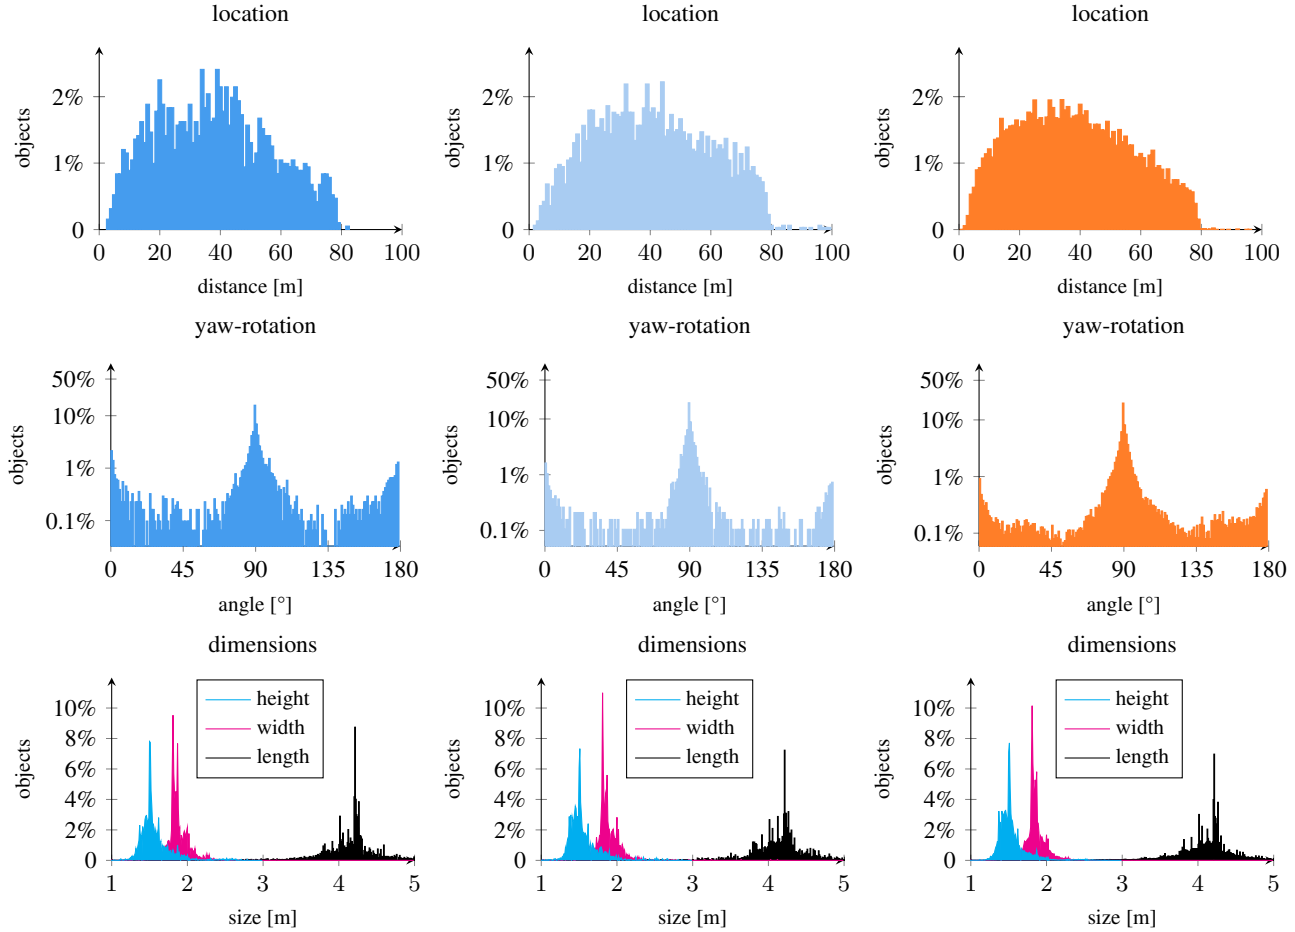 location
location
location
objects
2%
1%
0
0 20 40 60 80 100
distance [m]
objects
2%
1%
0
0 20 40 60 80 100
distance [m]
objects
2%
1%
0
0 20 40 60 80 100
distance [m]
yaw-rotation
yaw-rotation
yaw-rotation
objects
50%
10%
1%
0.1%
0 45 90 135 180
angle [°]
objects
50%
10%
1%
0.1%
0 45 90 135 180
angle [°]
objects
50%
10%
1%
0.1%
0 45 90 135 180
angle [°]
dimensions
dimensions
dimensions
objects
10%
8%
6%
4%
2%
0
height
width
length
1 2 3 4 5
size [m]
objects
10%
8%
6%
4%
2%
0
height
width
length
1 2 3 4 5
size [m]
objects
10%
8%
6%
4%
2%
0
height
width
length
1 2 3 4 5
size [m]